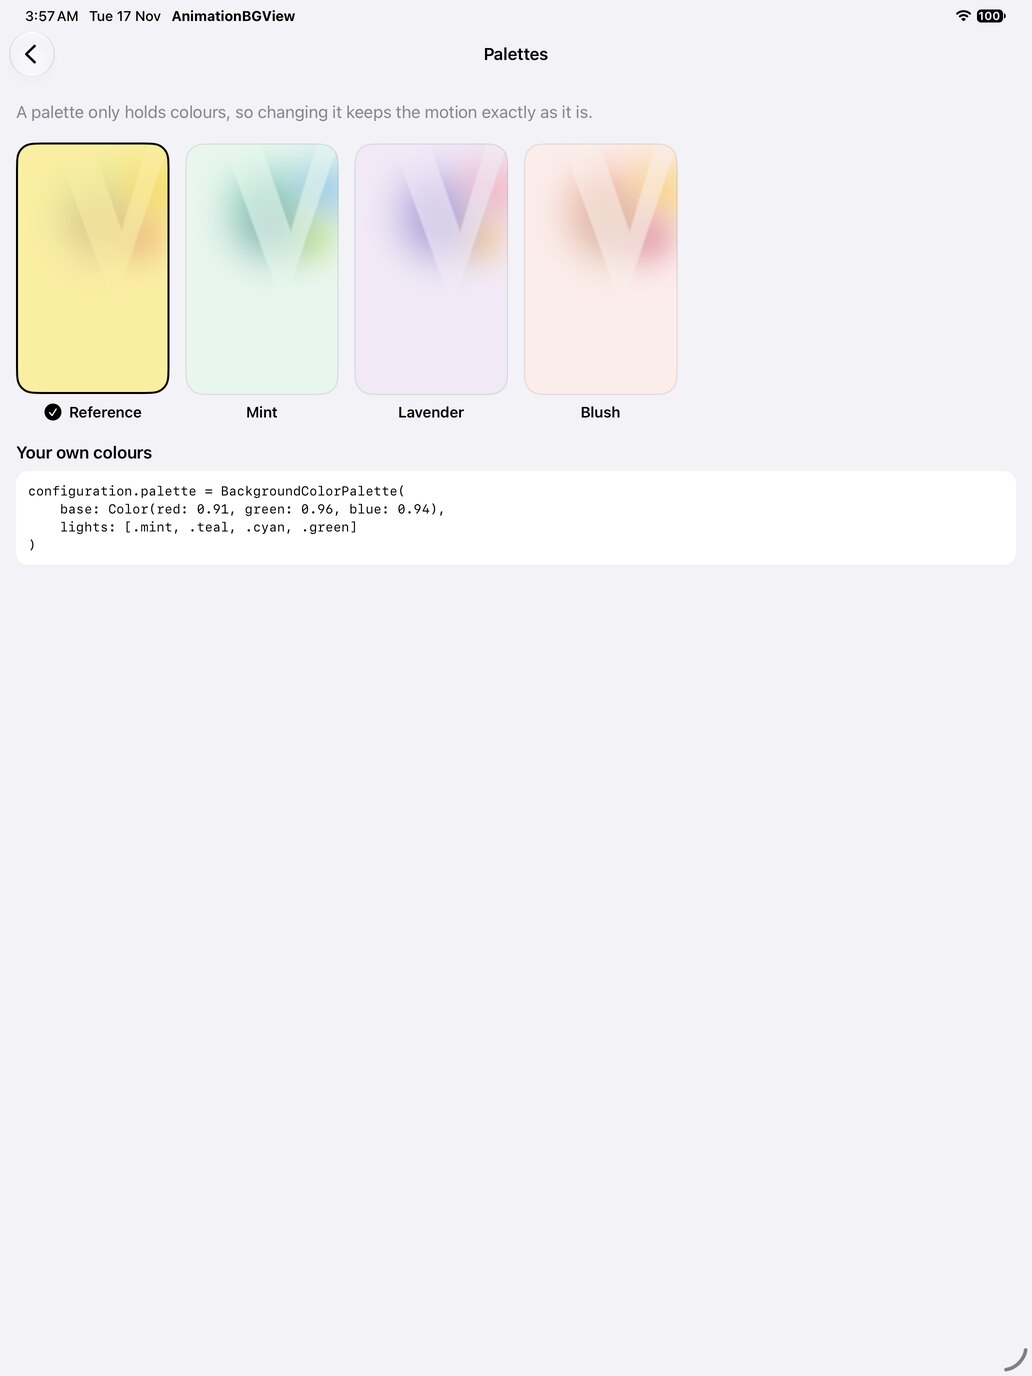 3:57 AM Tue 17 Nov AnimationBGView 100
Palettes
A palette only holds colours, so changing it keeps the motion exactly as it is.
Reference Mint Lavender Blush
Your own colours
configuration.palette = BackgroundColorPalette(
    base: Color(red: 0.91, green: 0.96, blue: 0.94),
    lights: [.mint, .teal, .cyan, .green]
)